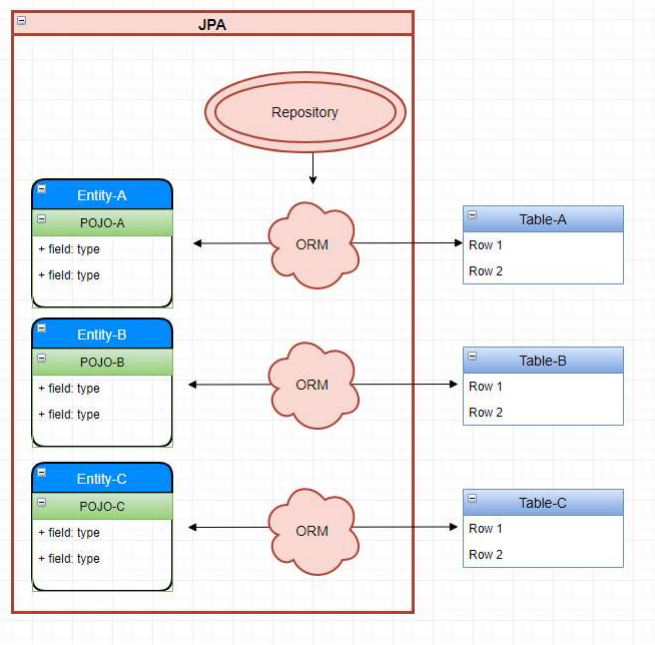 JPA
Repository
Entity-A
POJO-A
+ field: type
+ field: type
ORM
Table-A
Row 1
Row 2
Entity-B
POJO-B
+ field: type
+ field: type
ORM
Table-B
Row 1
Row 2
Entity-C
POJO-C
+ field: type
+ field: type
ORM
Table-C
Row 1
Row 2